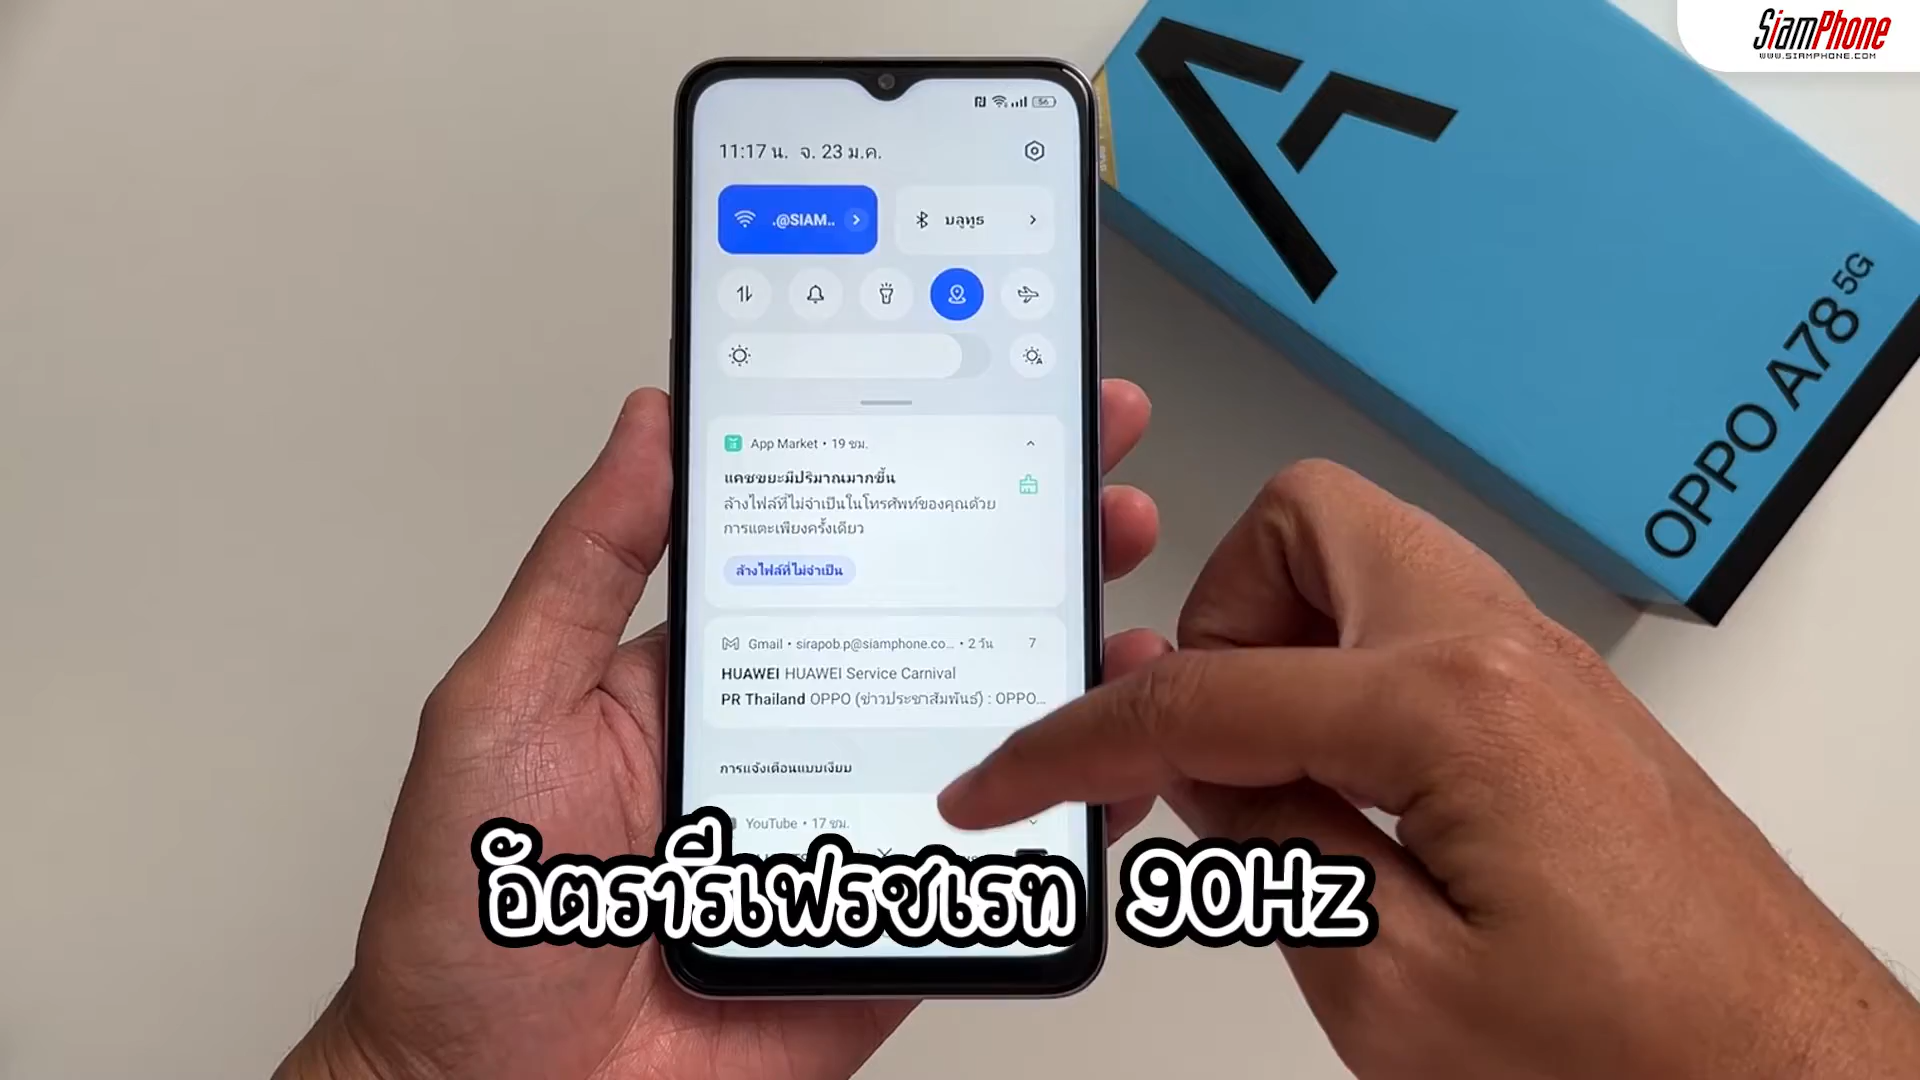 SiamPhone
WWW.SIAMPHONE.COM
56
11:17 น. จ. 23 ม.ค.
.@SIAM..
บลูทูธ
App Market • 19 ชม.
แคชขยะมีปริมาณมากขึ้น
ล้างไฟล์ที่ไม่จำเป็นในโทรศัพท์ของคุณด้วย
การแตะเพียงครั้งเดียว
ล้างไฟล์ที่ไม่จำเป็น
Gmail • sirapob.p@siamphone.co... • 2 วัน 7
HUAWEI HUAWEI Service Carnival
PR Thailand OPPO (ข่าวประชาสัมพันธ์) : OPPO...
การแจ้งเตือนแบบเงียบ
YouTube • 17 ชม.
อัตรารีเฟรชเรท 90Hz
OPPO A78 5G